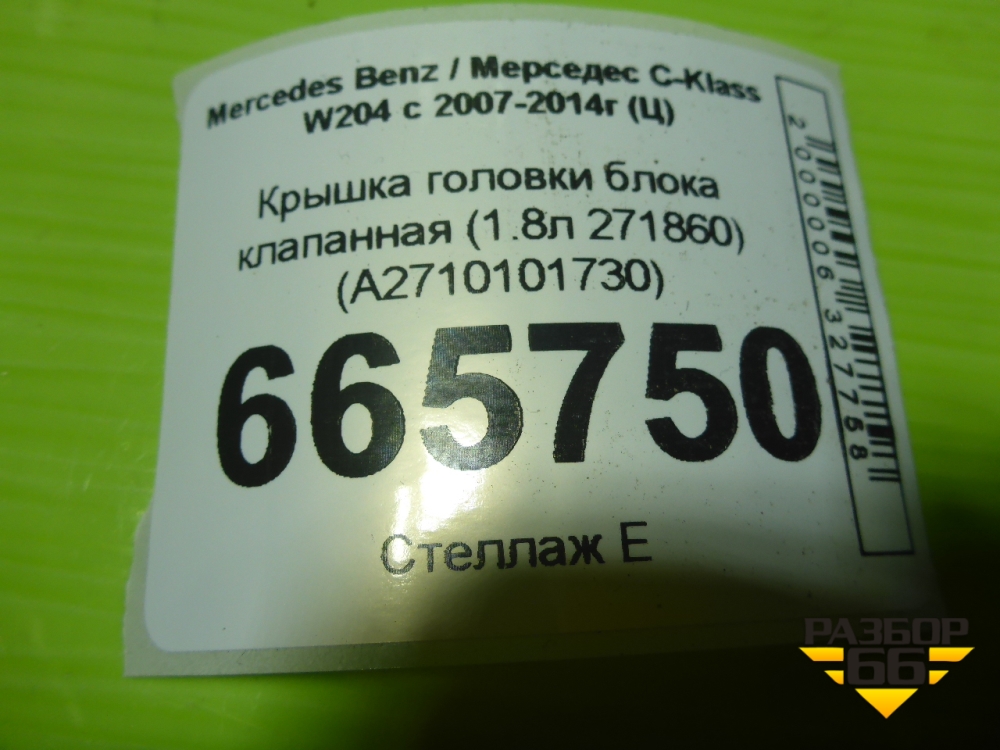 Mercedes Benz / Мерседес C-Klass
W204 с 2007-2014г (Ц)
Крышка головки блока
клапанная (1.8л 271860)
(A2710101730)
665750
Стеллаж Е
2000006327768
РАЗБОР
66